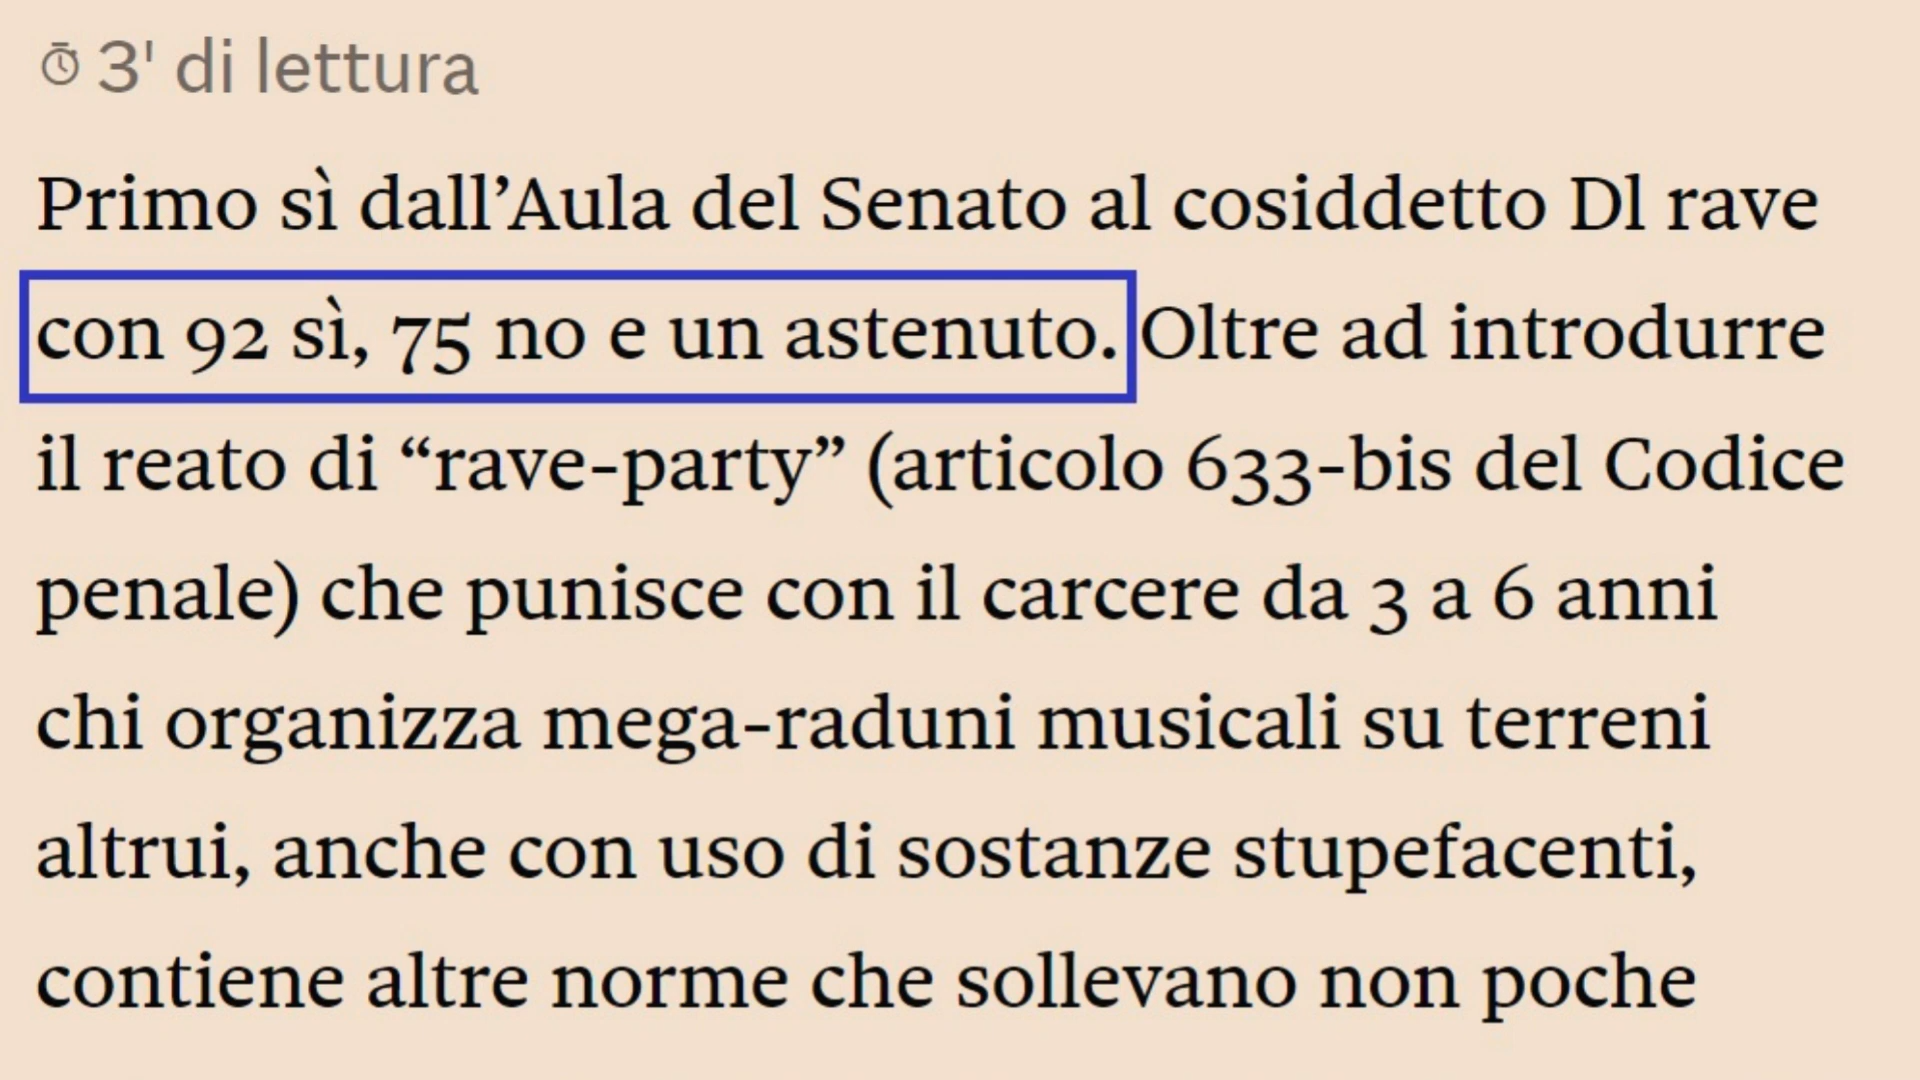 3' di lettura
Primo sì dall’Aula del Senato al cosiddetto Dl rave
con 92 sì, 75 no e un astenuto. Oltre ad introdurre
il reato di “rave-party” (articolo 633-bis del Codice
penale) che punisce con il carcere da 3 a 6 anni
chi organizza mega-raduni musicali su terreni
altrui, anche con uso di sostanze stupefacenti,
contiene altre norme che sollevano non poche